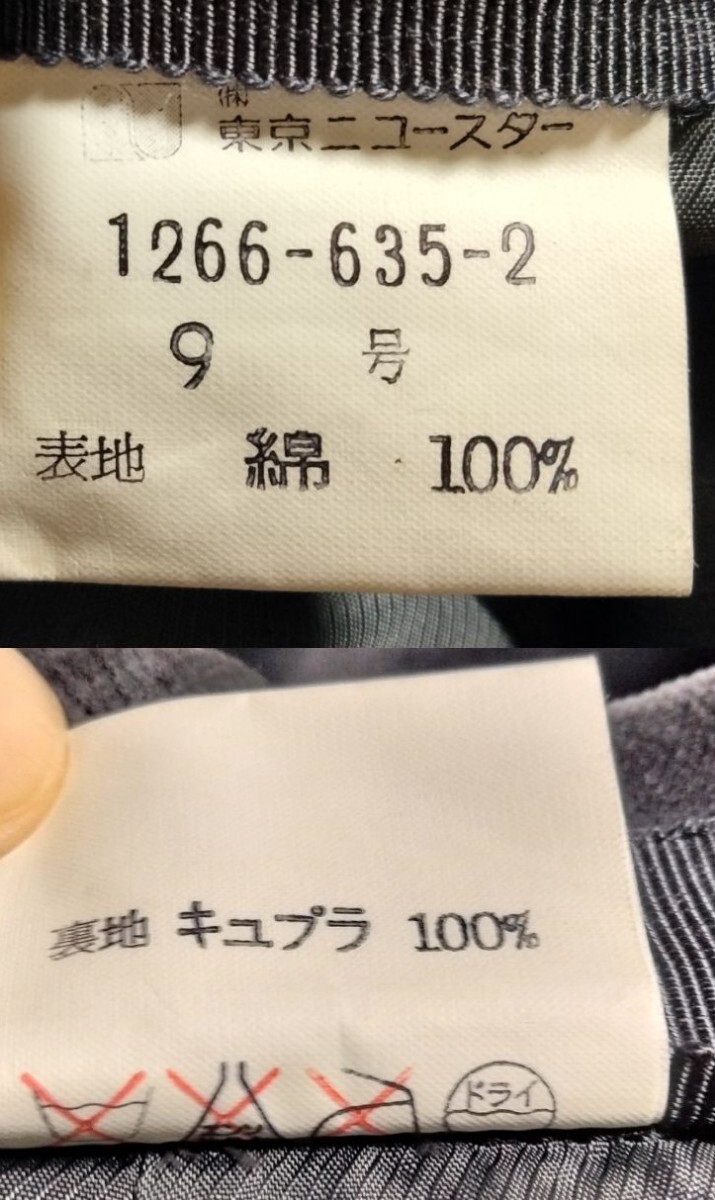 ㈱
東京ニュースター
1266-635-2
9 号
表地 綿 100%
裏地 キュプラ 100%
ドライ